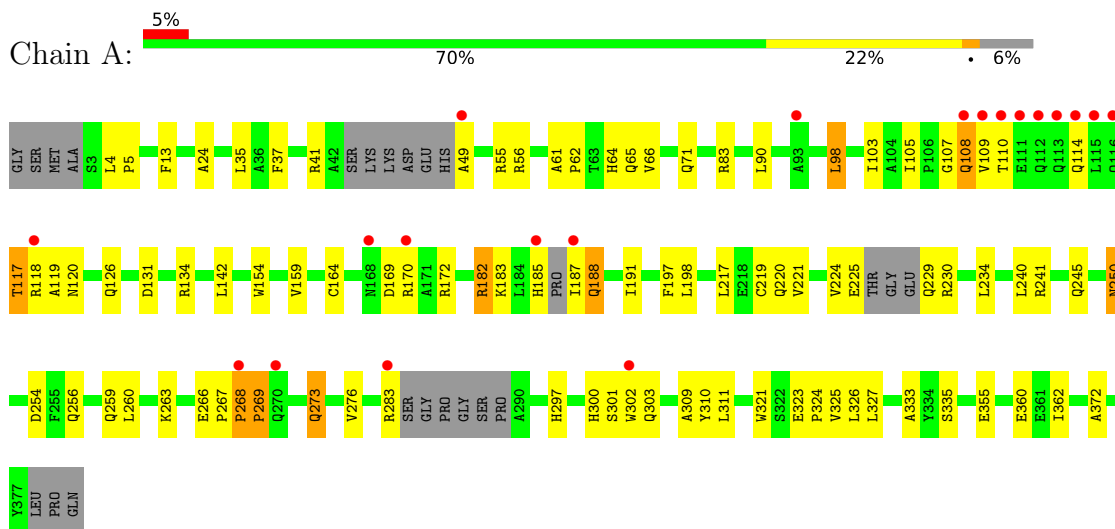 5%
Chain A:
70% 22% • 6%
GLY SER MET ALA S3 L4 P5 F13 A24 L35 A36 F37 R41 A42 SER LYS LYS ASP GLU HIS A49 R55 R56 A61 P62 T63 H64 Q65 V66 Q71 R83 L90 A93 L98 I103 A104 I105 P106 G107 Q108 V109 T110 E111 Q112 Q113 Q114 L115 Q116
T117 R118 A119 N120 Q126 D131 R134 L142 W154 V159 C164 N168 D169 R170 A171 R172 R182 K183 L184 H185 PRO I187 Q188 I191 F197 L198 L217 E218 C219 Q220 V221 V224 E225 THR GLY GLU Q229 R230 L234 L240 R241 Q245 N250
D254 F255 Q256 Q259 L260 K263 E266 P267 P268 P269 Q270 Q273 V276 R283 SER GLY PRO GLY SER PRO A290 H297 H300 S301 W302 Q303 A309 Y310 L311 W321 S322 E323 P324 V325 L326 L327 A333 Y334 S335 E355 E360 E361 I362 A372
Y377 LEU PRO GLN